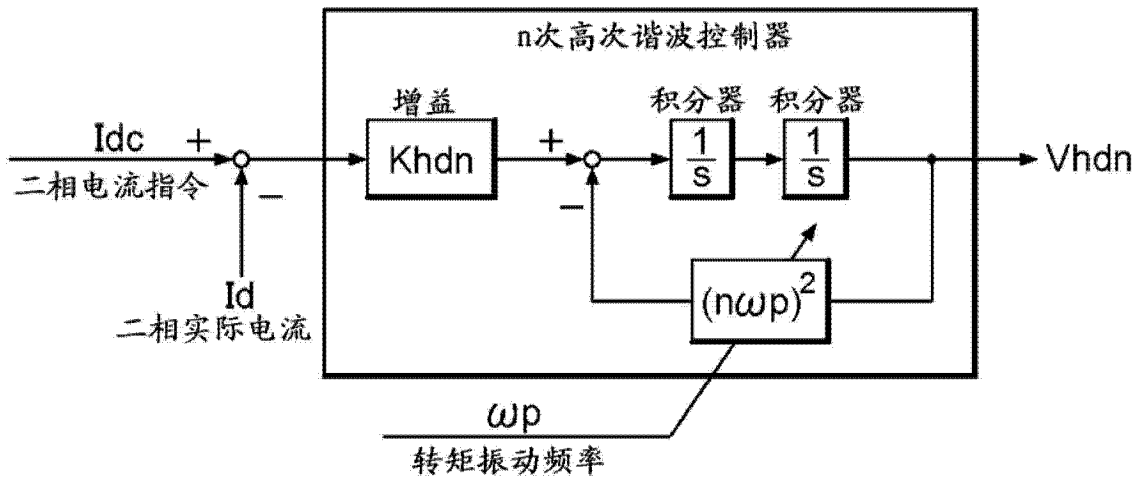 n次高次谐波控制器
增益
积分器
积分器
Idc
+
Khdn
+
1/s
1/s
Vhdn
二相电流指令
−
−
Id
(nωp)²
二相实际电流
ωp
转矩振动频率